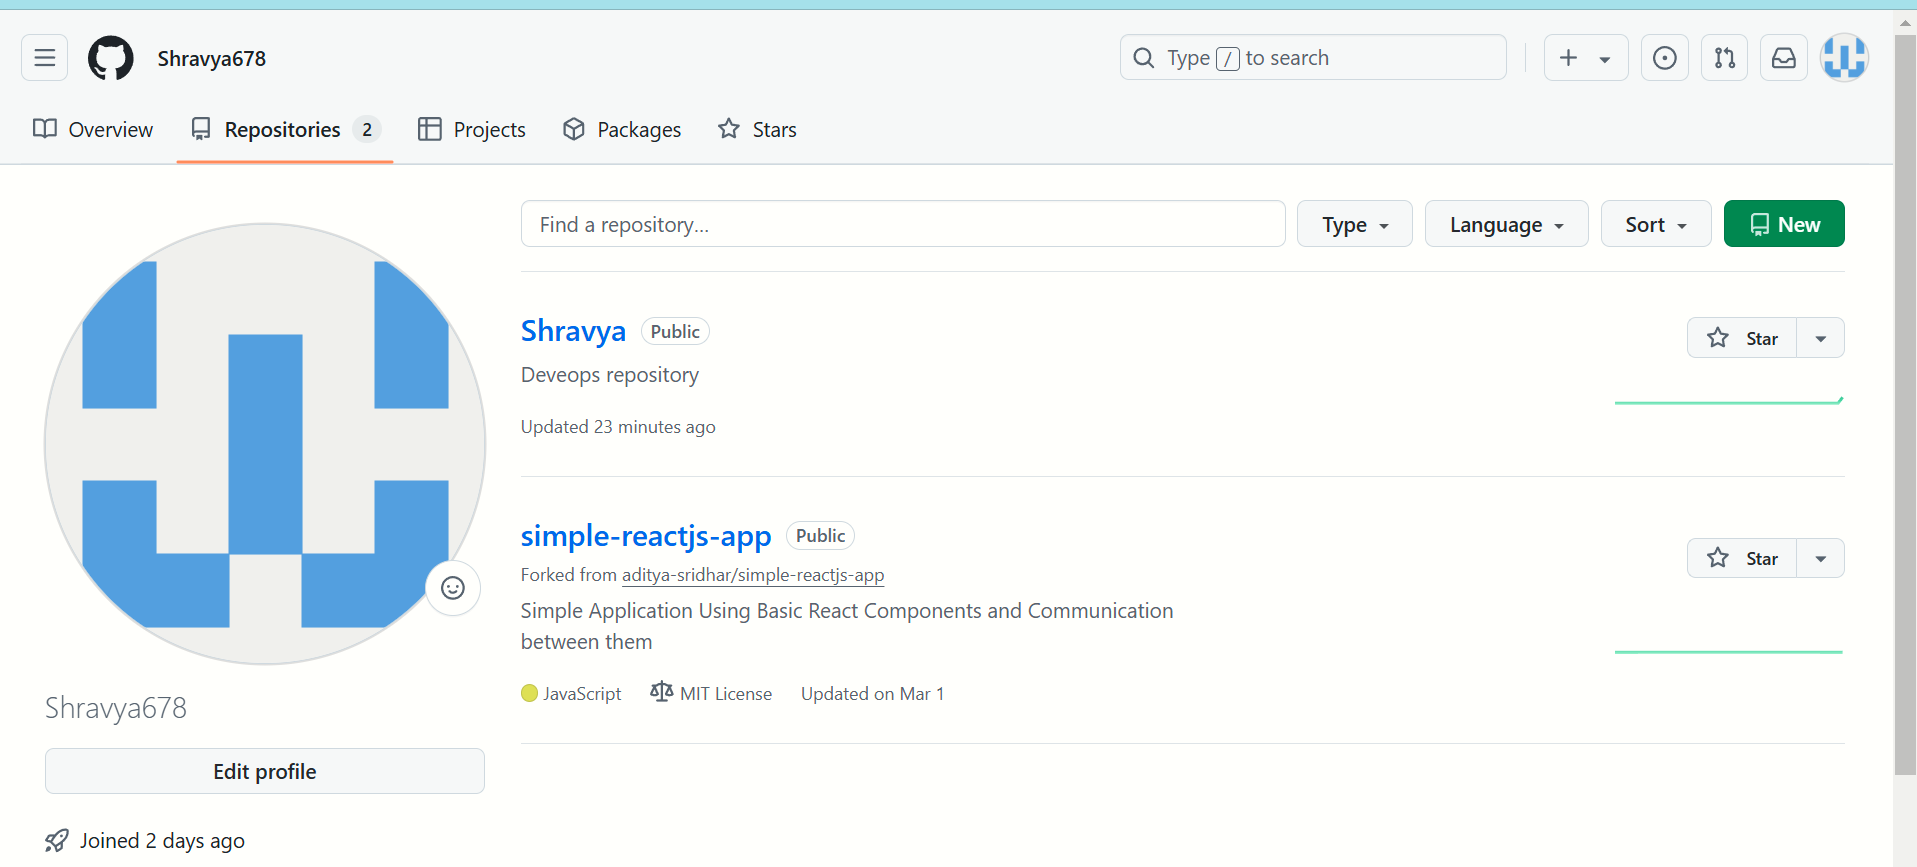 Shravya678
Type / to search
Overview
Repositories 2
Projects
Packages
Stars
Find a repository...
Type
Language
Sort
New
Shravya Public
Star
Deveops repository
Updated 23 minutes ago
simple-reactjs-app Public
Star
Forked from aditya-sridhar/simple-reactjs-app
Simple Application Using Basic React Components and Communication
between them
JavaScript MIT License Updated on Mar 1
Shravya678
Edit profile
Joined 2 days ago